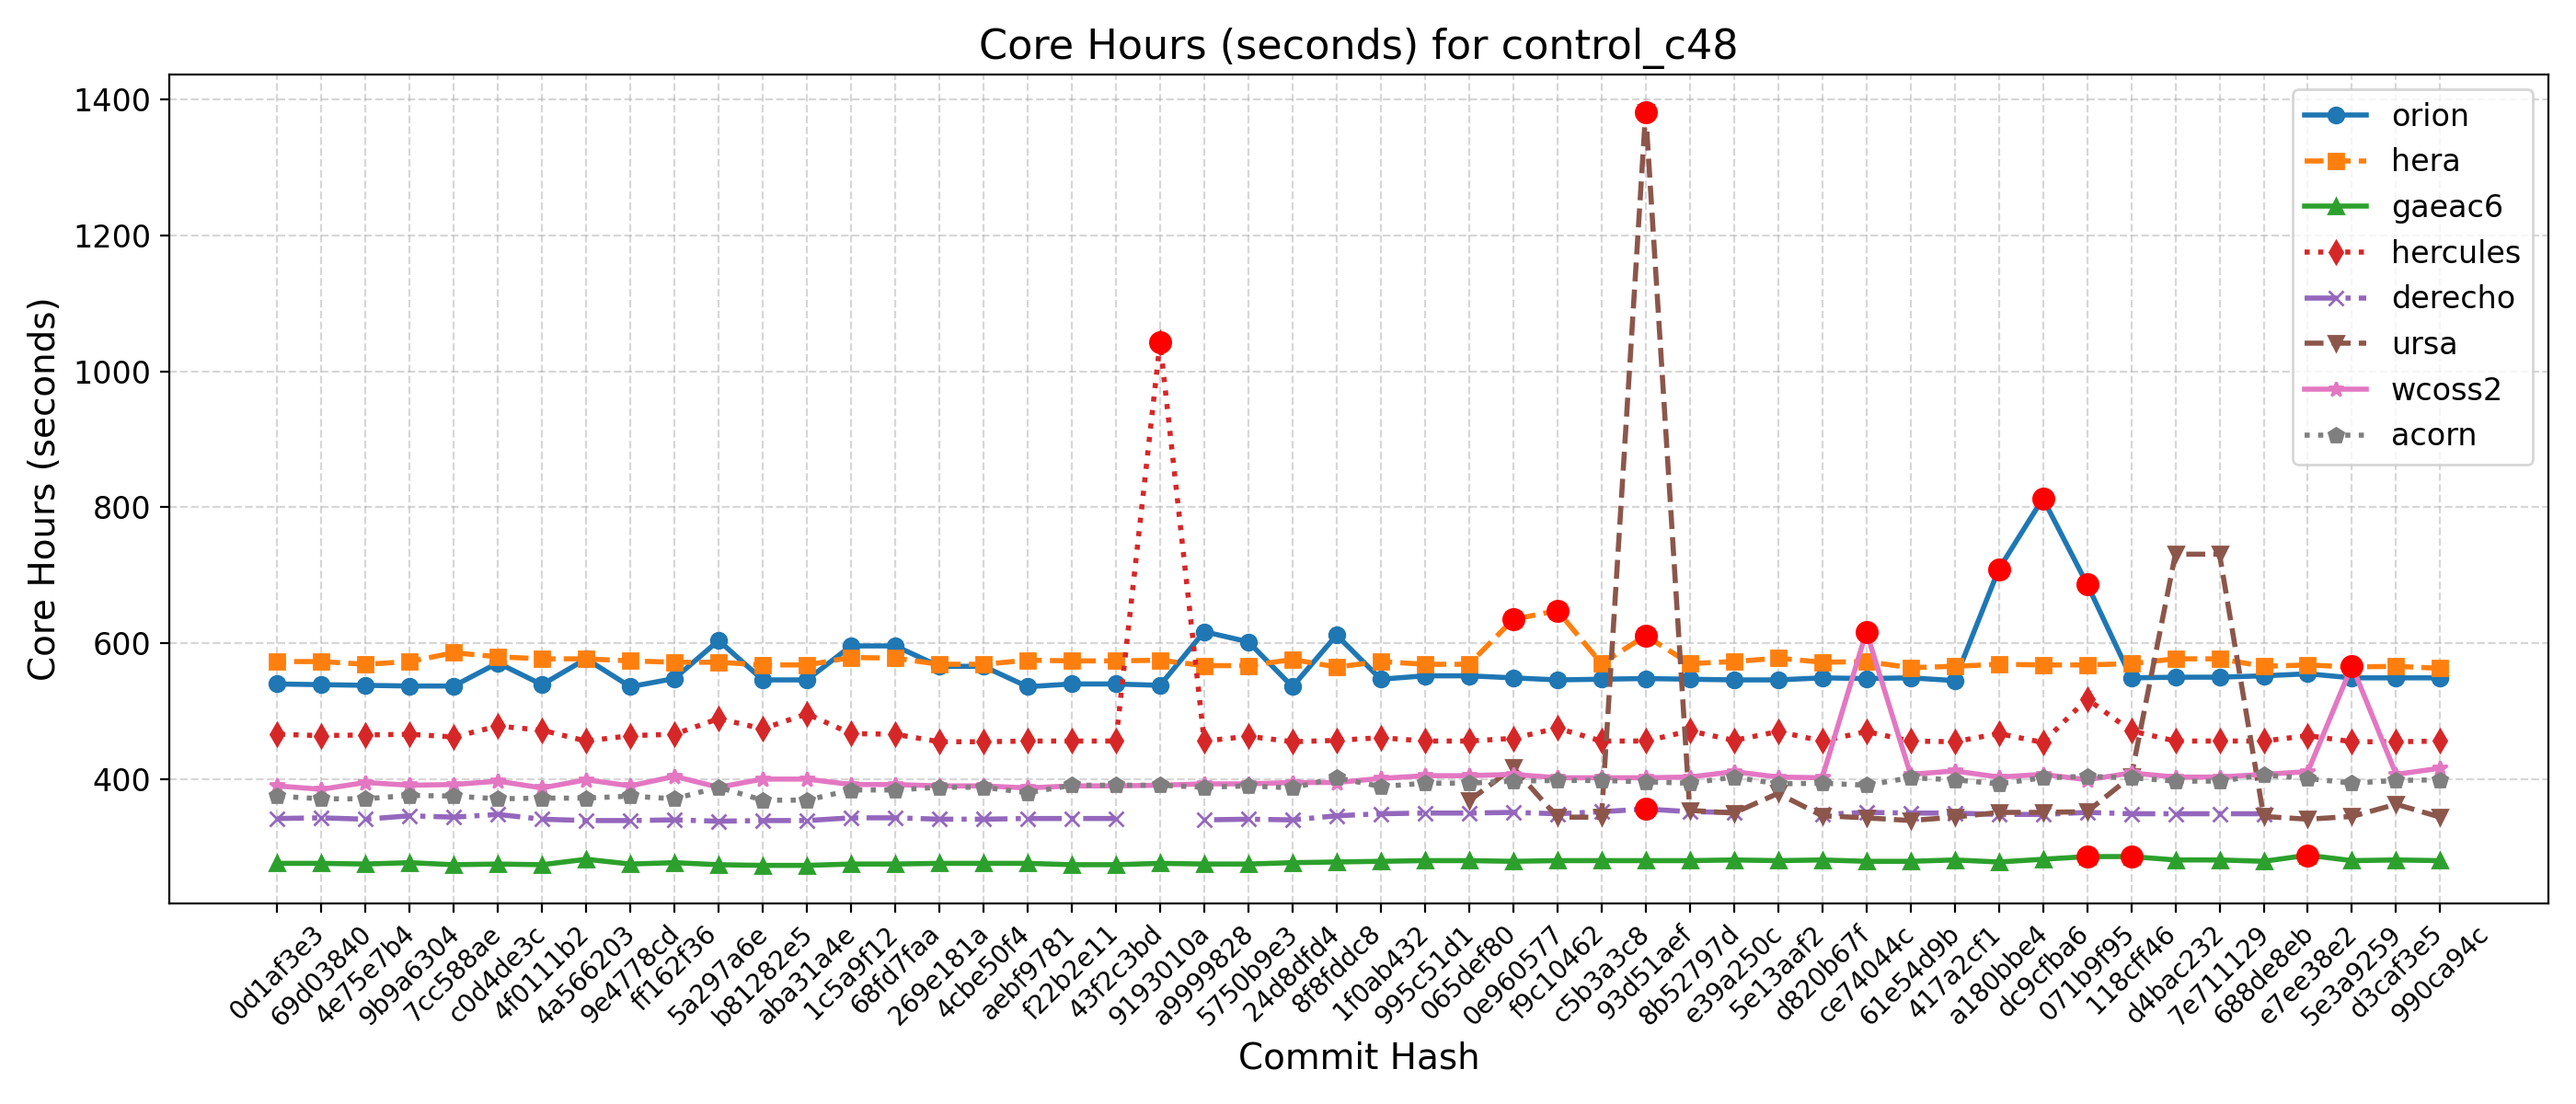 Core Hours (seconds) for control_c48
Core Hours (seconds)
1400
1200
1000
800
600
400
orion
hera
gaeac6
hercules
derecho
ursa
wcoss2
acorn
0d1af3e3
69d03840
4e75e7b4
9b9a6304
7cc588ae
c0d4de3c
4f0111b2
4a566203
9e4778cd
ff162f36
5a297a6e
b81282e5
aba31a4e
1c5a9f12
68fd7faa
269e181a
4cbe50f4
aebf9781
f22b2e11
43f2c3bd
9193010a
a9999828
5750b9e3
24d8dfd4
8f8fddc8
1f0ab432
995c51d1
065def80
0e960577
f9c10462
c5b3a3c8
93d51aef
8b52797d
e39a250c
5e13aaf2
d820b67f
ce74044c
61e54d9b
417a2cf1
a180bbe4
dc9cfba6
071b9f95
118cff46
d4bac232
7e711129
688de8eb
e7ee38e2
5e3a9259
d3caf3e5
990ca94c
Commit Hash